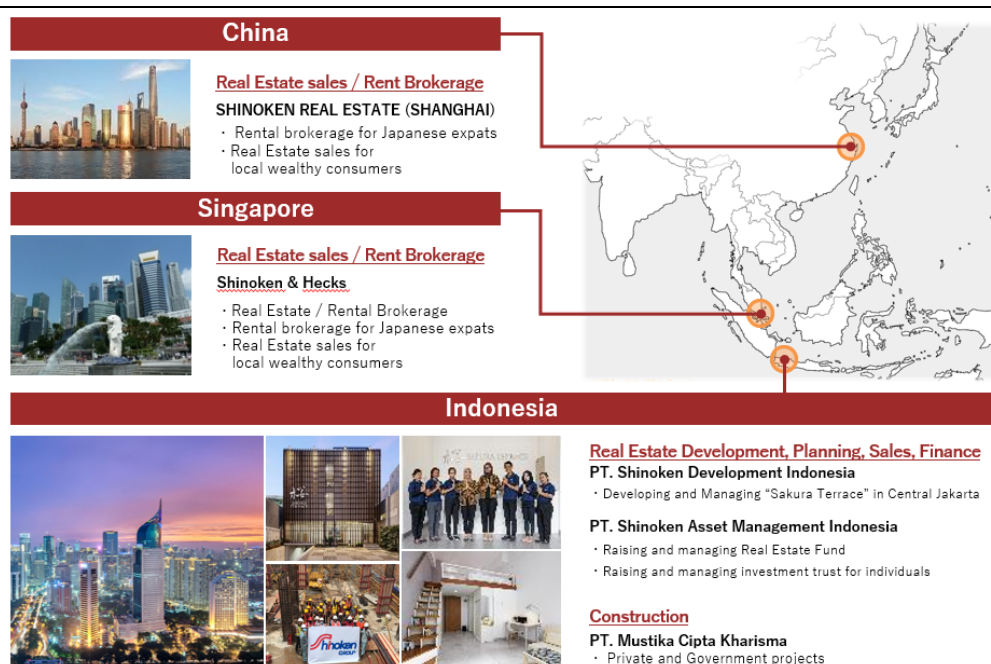 China
Real Estate sales / Rent Brokerage
SHINOKEN REAL ESTATE (SHANGHAI)
・Rental brokerage for Japanese expats
・Real Estate sales for
local wealthy consumers
Singapore
Real Estate sales / Rent Brokerage
Shinoken & Hecks
・Real Estate / Rental Brokerage
・Rental brokerage for Japanese expats
・Real Estate sales for
local wealthy consumers
Indonesia
Real Estate Development, Planning, Sales, Finance
PT. Shinoken Development Indonesia
・Developing and Managing “Sakura Terrace” in Central Jakarta
PT. Shinoken Asset Management Indonesia
・Raising and managing Real Estate Fund
・Raising and managing investment trust for individuals
Construction
PT. Mustika Cipta Kharisma
・Private and Government projects
Shinoken
GROUP